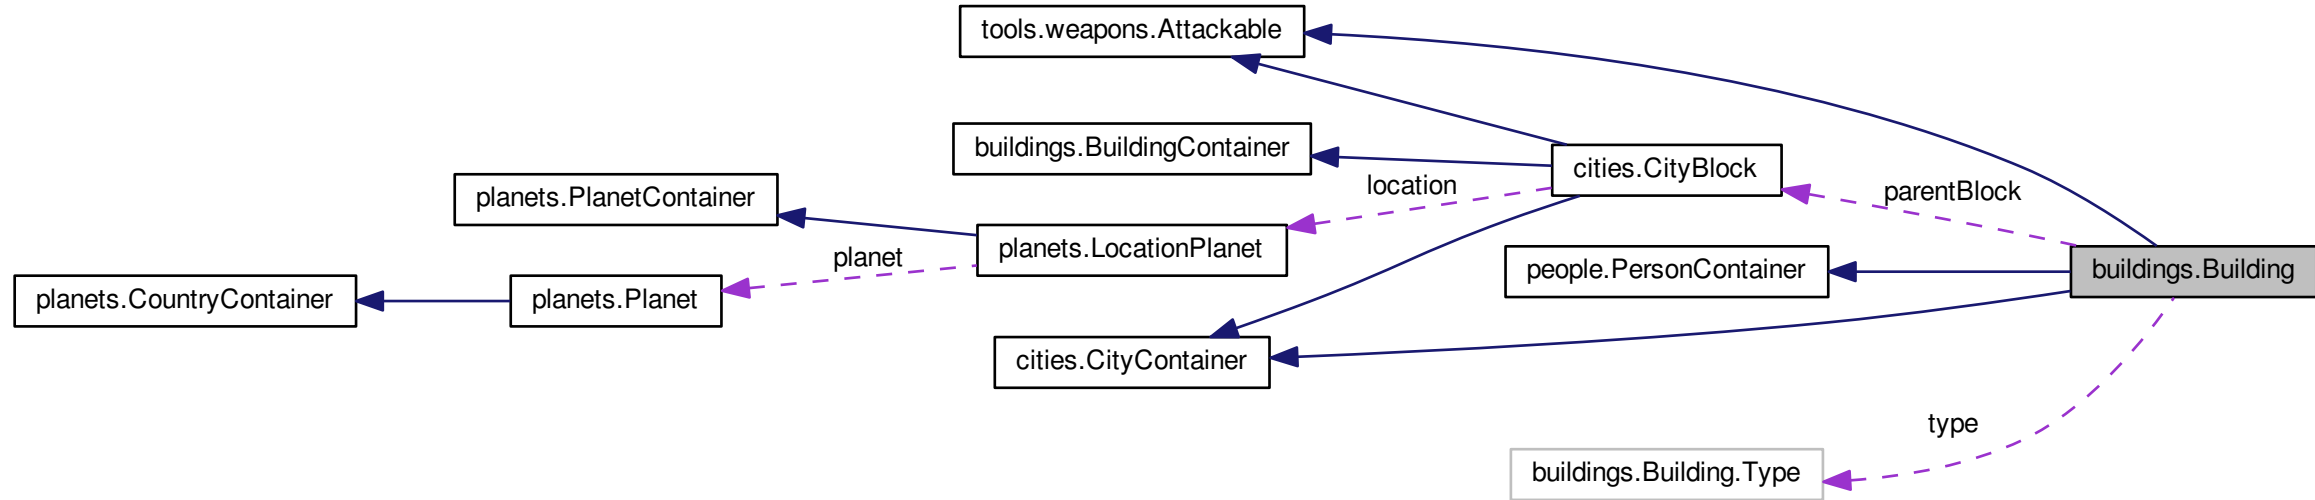 tools.weapons.Attackable
buildings.BuildingContainer
cities.CityBlock
location
parentBlock
planets.PlanetContainer
planets.LocationPlanet
planet
people.PersonContainer
buildings.Building
planets.CountryContainer
planets.Planet
cities.CityContainer
type
buildings.Building.Type